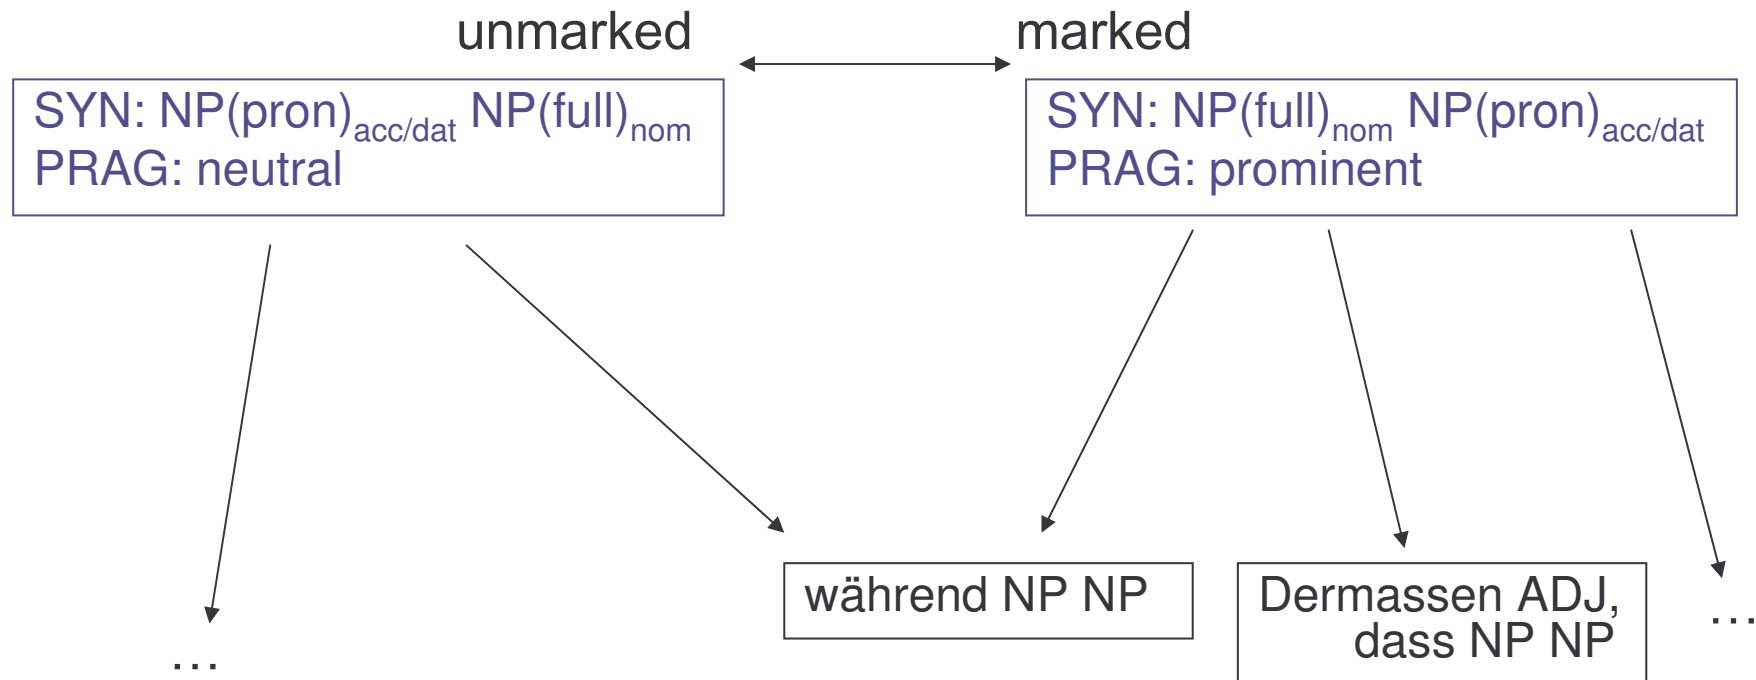 unmarked
marked
SYN: NP(pron)acc/dat NP(full)nom
PRAG: neutral
SYN: NP(full)nom NP(pron)acc/dat
PRAG: prominent
während NP NP
Dermassen ADJ,
dass NP NP
…
…